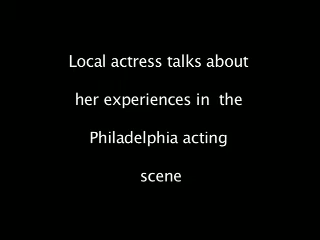 Local actress talks about
her experiences in  the
Philadelphia acting
scene